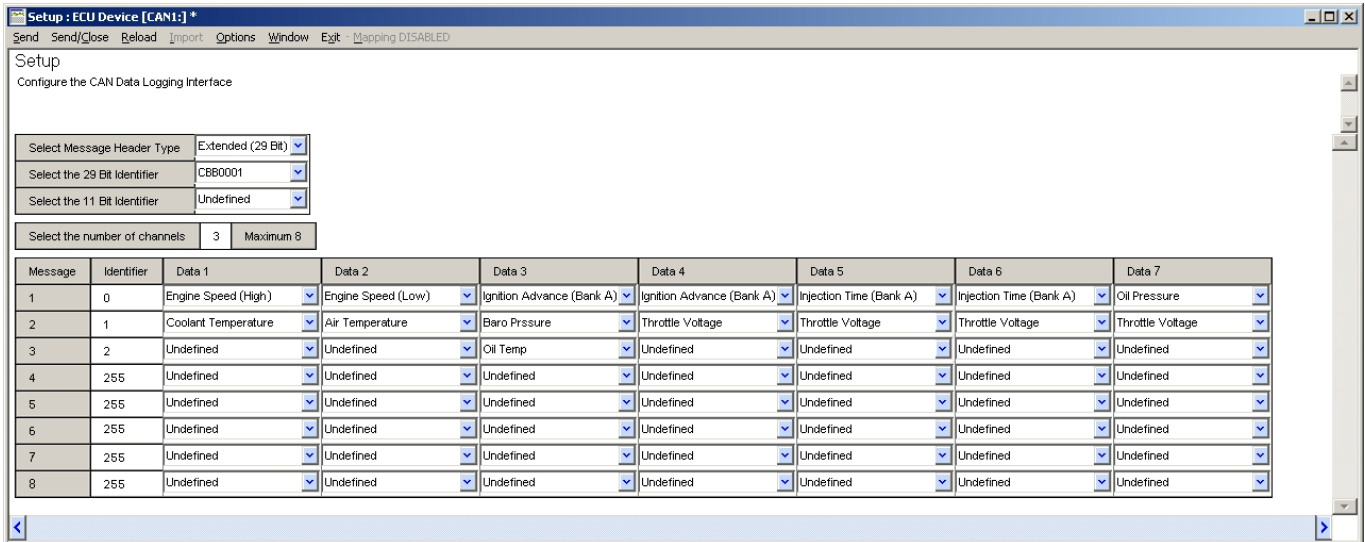 Setup : ECU Device [CAN1:] *
Send Send/Close Reload Import Options Window Exit - Mapping DISABLED
Setup
Configure the CAN Data Logging Interface
Select Message Header Type Extended (29 Bit)
Select the 29 Bit Identifier CBB0001
Select the 11 Bit Identifier Undefined
Select the number of channels 3 Maximum 8
Message Identifier Data 1 Data 2 Data 3 Data 4 Data 5 Data 6 Data 7
1 0 Engine Speed (High) Engine Speed (Low) Ignition Advance (Bank A) Ignition Advance (Bank A) Injection Time (Bank A) Injection Time (Bank A) Oil Pressure
2 1 Coolant Temperature Air Temperature Baro Prssure Throttle Voltage Throttle Voltage Throttle Voltage Throttle Voltage
3 2 Undefined Undefined Oil Temp Undefined Undefined Undefined Undefined
4 255 Undefined Undefined Undefined Undefined Undefined Undefined Undefined
5 255 Undefined Undefined Undefined Undefined Undefined Undefined Undefined
6 255 Undefined Undefined Undefined Undefined Undefined Undefined Undefined
7 255 Undefined Undefined Undefined Undefined Undefined Undefined Undefined
8 255 Undefined Undefined Undefined Undefined Undefined Undefined Undefined